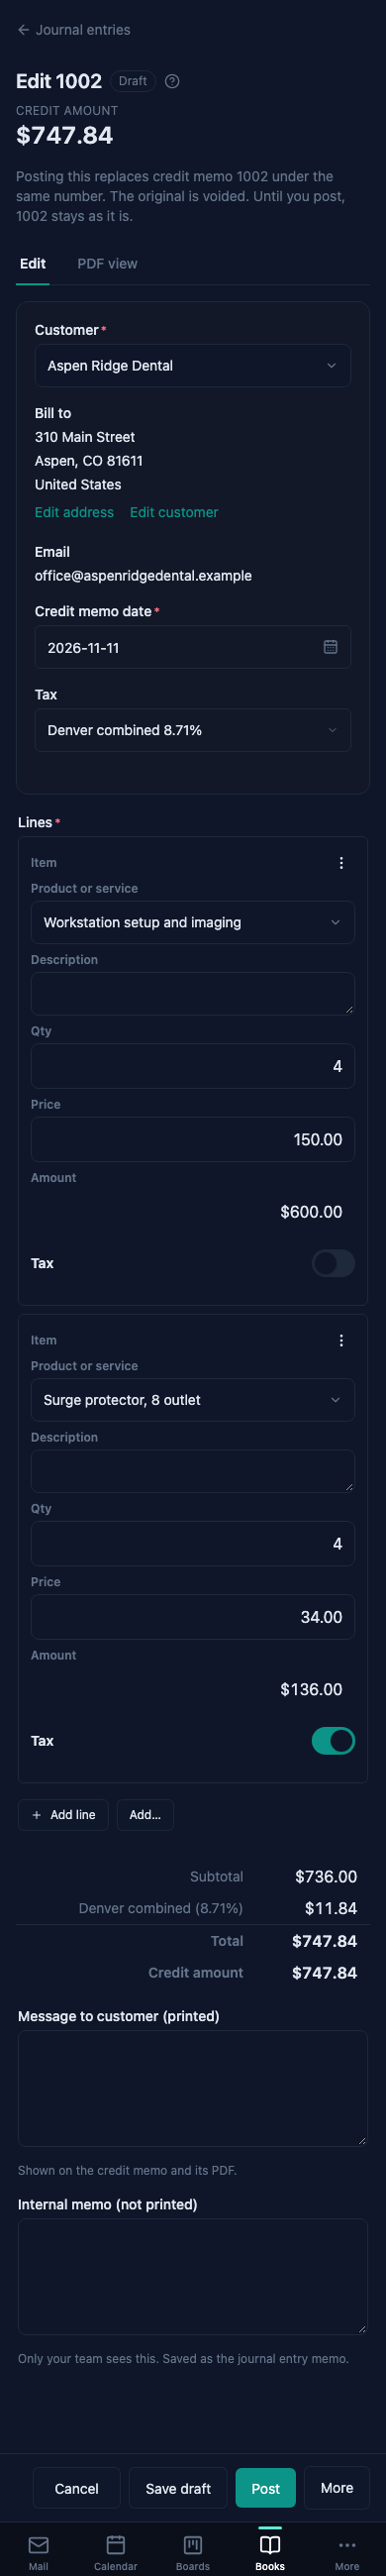 Journal entries
Edit 1002 Draft
CREDIT AMOUNT
$747.84
Posting this replaces credit memo 1002 under the
same number. The original is voided. Until you post,
1002 stays as it is.
Edit PDF view
Customer*
Aspen Ridge Dental
Bill to
310 Main Street
Aspen, CO 81611
United States
Edit address Edit customer
Email
office@aspenridgedental.example
Credit memo date*
2026-11-11
Tax
Denver combined 8.71%
Lines*
Item
Product or service
Workstation setup and imaging
Description
Qty
4
Price
150.00
Amount
$600.00
Tax
Item
Product or service
Surge protector, 8 outlet
Description
Qty
4
Price
34.00
Amount
$136.00
Tax
+ Add line Add...
Subtotal $736.00
Denver combined (8.71%) $11.84
Total $747.84
Credit amount $747.84
Message to customer (printed)
Shown on the credit memo and its PDF.
Internal memo (not printed)
Only your team sees this. Saved as the journal entry memo.
Cancel Save draft Post More
Mail Calendar Boards Books More